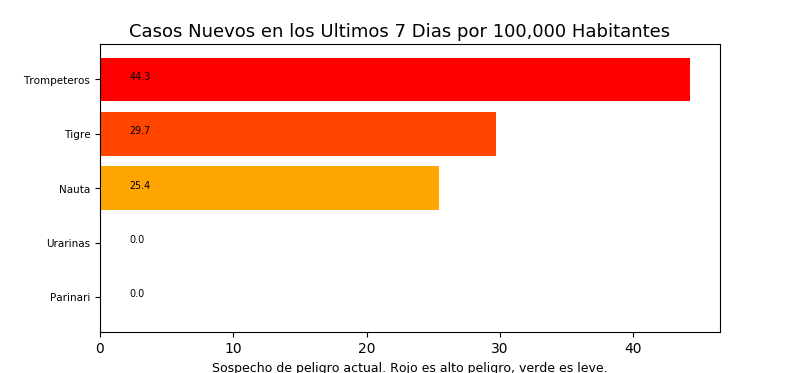 Casos Nuevos en los Ultimos 7 Dias por 100,000 Habitantes
Trompeteros 44.3
Tigre 29.7
Nauta 25.4
Urarinas 0.0
Parinari 0.0
0 10 20 30 40
Sospecho de peligro actual. Rojo es alto peligro, verde es leve.